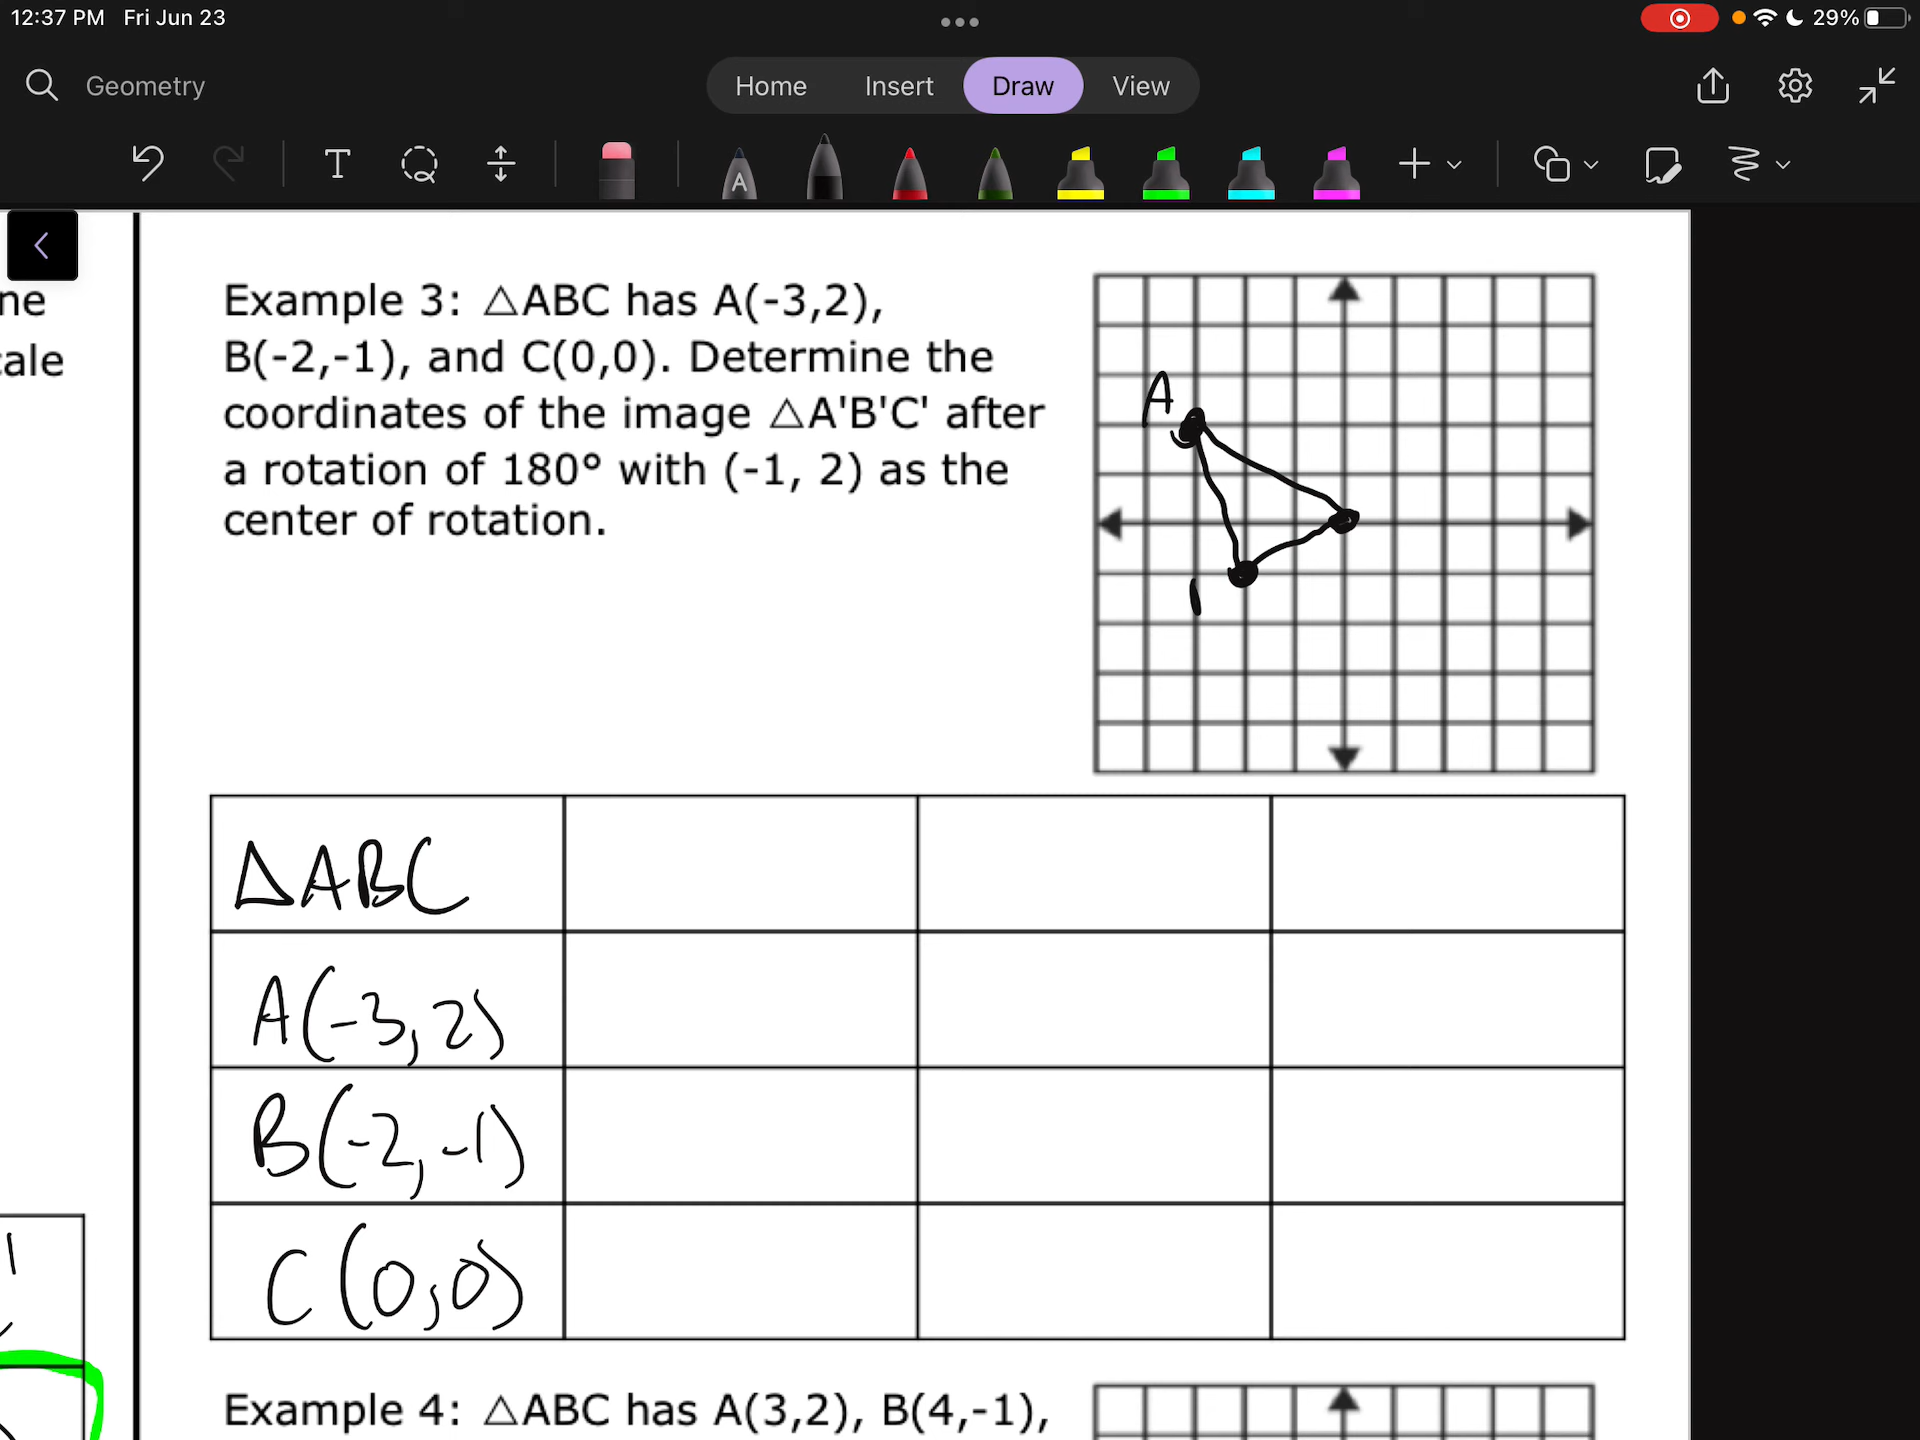 12:37 PM Fri Jun 23
29%
Geometry
Home Insert Draw View
T
A
ne
cale
Example 3: △ABC has A(-3,2),
B(-2,-1), and C(0,0). Determine the
coordinates of the image △A'B'C' after
a rotation of 180° with (-1, 2) as the
center of rotation.
A
△ABC
A(-3,2)
B(-2,-1)
C(0,0)
Example 4: △ABC has A(3,2), B(4,-1),